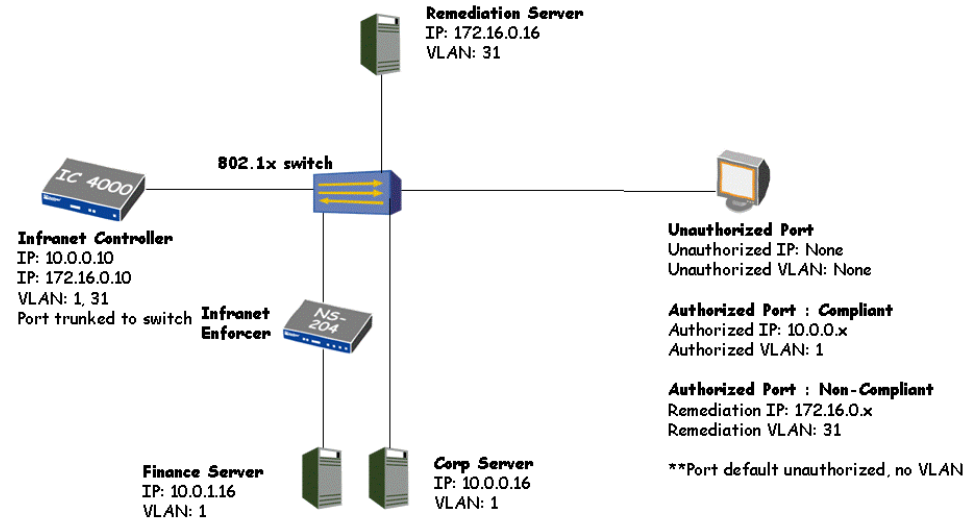 Remediation Server
IP: 172.16.0.16
VLAN: 31
802.1x switch
IC 4000
Infranet Controller
IP: 10.0.0.10
IP: 172.16.0.10
VLAN: 1, 31
Port trunked to switch
Infranet
Enforcer
NS-
204
Unauthorized Port
Unauthorized IP: None
Unauthorized VLAN: None
Authorized Port : Compliant
Authorized IP: 10.0.0.x
Authorized VLAN: 1
Authorized Port : Non-Compliant
Remediation IP: 172.16.0.x
Remediation VLAN: 31
**Port default unauthorized, no VLAN
Finance Server
IP: 10.0.1.16
VLAN: 1
Corp Server
IP: 10.0.0.16
VLAN: 1